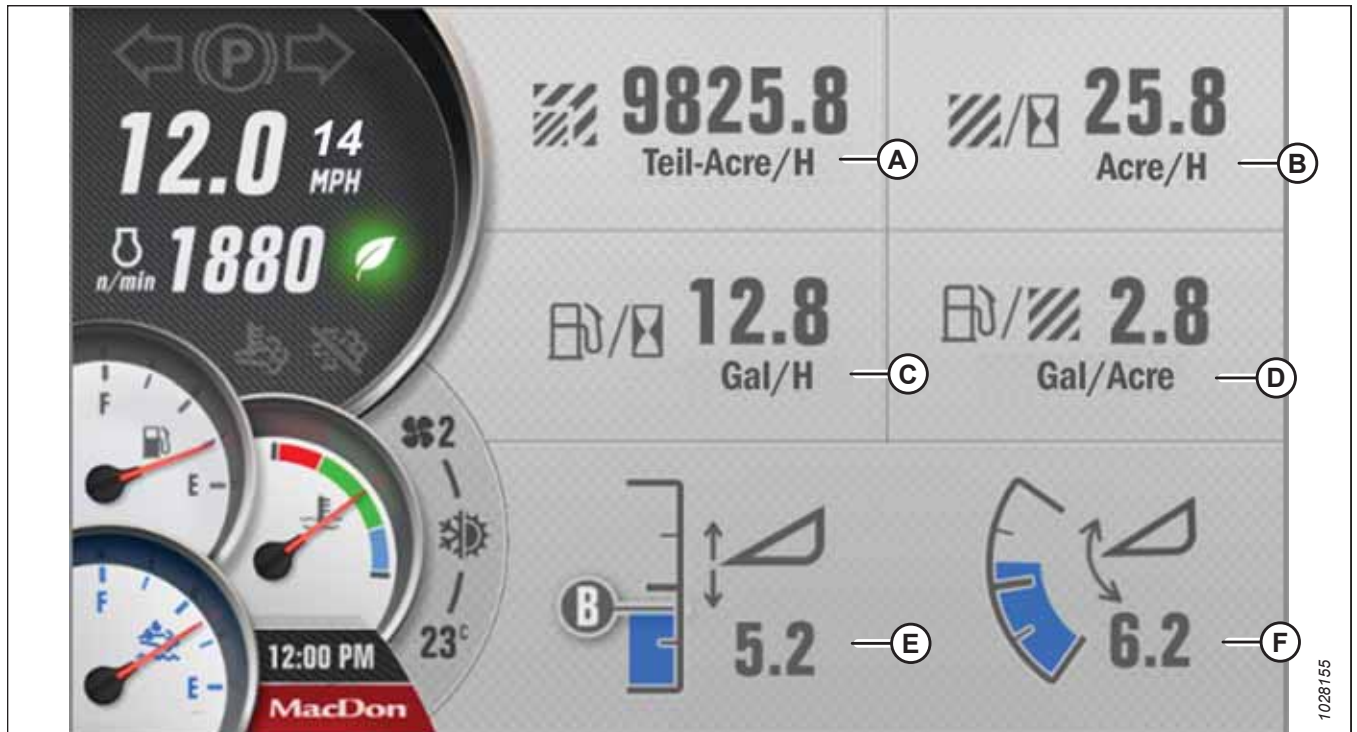 P
12.0 14 MPH
n/min 1880
F
E
F
E
2
23°C
12:00 PM
MacDon
9825.8
Teil-Acre/H
A
25.8
Acre/H
B
12.8
Gal/H
C
2.8
Gal/Acre
D
B
5.2
E
6.2
F
1028155